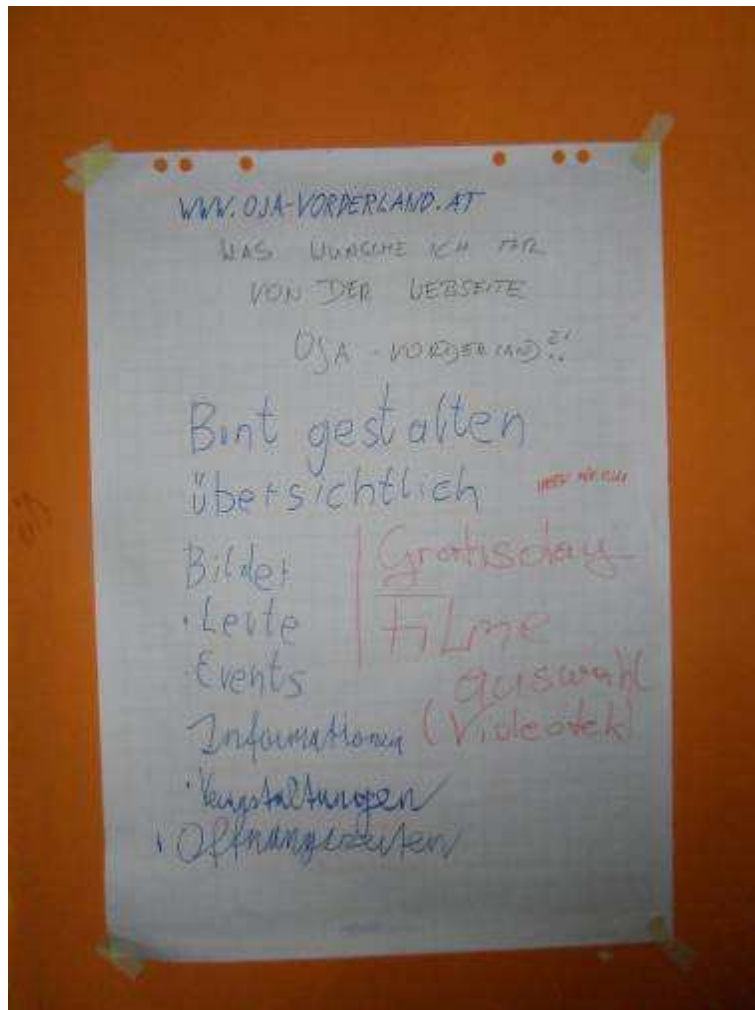 WWW.OJA-VORDERLAND.AT
WAS WÜNSCHE ICH MIR
VON DER WEBSEITE
OJA - VORDERLAND?!
Bunt gestalten
übersichtlich
Bilder
Gratisday
• Leute
Filme
Events
auswahl
Informationen
(Videotek)
• Veranstaltungen
• Öffnungszeiten